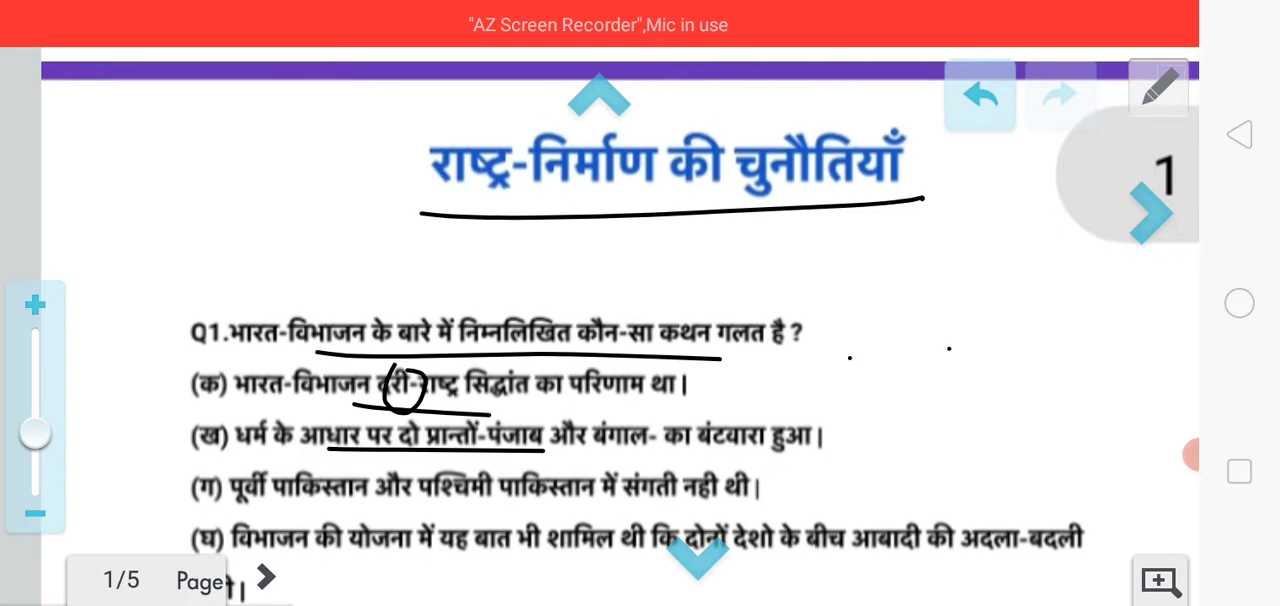 "AZ Screen Recorder",Mic in use
राष्ट्र-निर्माण की चुनौतियाँ
1
Q1.भारत-विभाजन के बारे में निम्नलिखित कौन-सा कथन गलत है ?
(क) भारत-विभाजन राष्ट्र सिद्धांत का परिणाम था।
(ख) धर्म के आधार पर दो प्रान्तों-पंजाब और बंगाल- का बंटवारा हुआ।
(ग) पूर्वी पाकिस्तान और पश्चिमी पाकिस्तान में संगती नही थी।
(घ) विभाजन की योजना में यह बात भी शामिल थी कि दोनों देशो के बीच आबादी की अदला-बदली
1/5 Page